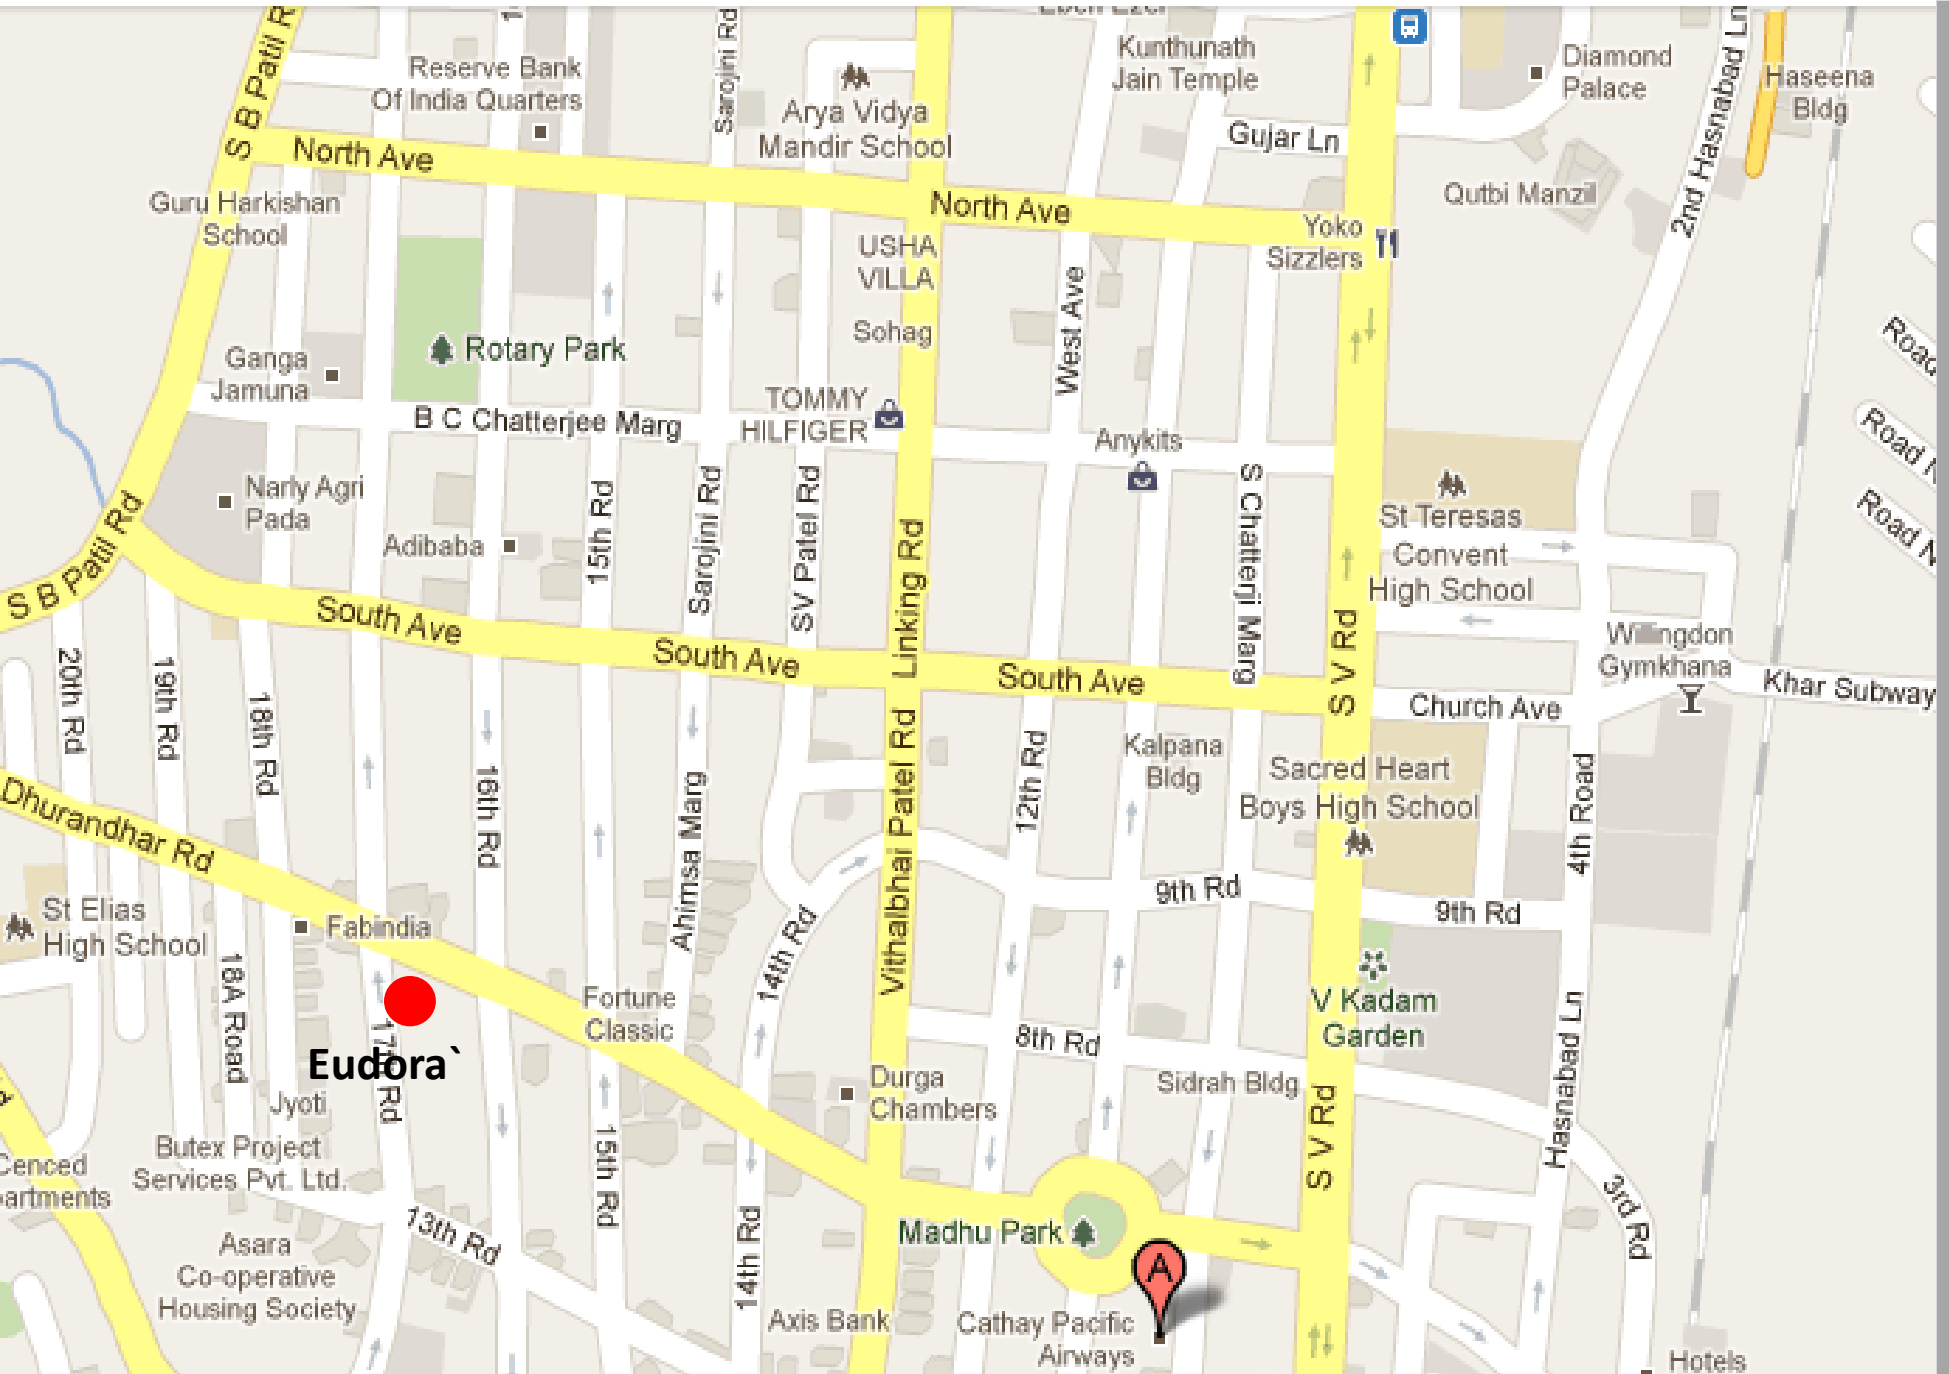 S B Patil R
Reserve Bank
Of India Quarters
Sarojini Rd
Arya Vidya
Mandir School
Kunthunath
Jain Temple
Gujar Ln
Diamond
Palace
2nd Hasnabad Ln
Haseena
Bldg
North Ave
North Ave
Guru Harkishan
School
USHA
VILLA
Yoko
Sizzlers
Qutbi Manzil
Sohag
West Ave
Rotary Park
Ganga
Jamuna
B C Chatterjee Marg
TOMMY
HILFIGER
Anykits
Road
Road
Road
Narly Agri
Pada
Adibaba
15th Rd
Sarojini Rd
SV Patel Rd
Linking Rd
S Chatterji Marg
St Teresas
Convent
High School
S B Patil Rd
South Ave
South Ave
South Ave
S V Rd
Church Ave
Willingdon
Gymkhana
Khar Subway
20th Rd
19th Rd
18th Rd
16th Rd
Ahimsa Marg
Vithalbhai Patel Rd
12th Rd
Kalpana
Bldg
Sacred Heart
Boys High School
4th Road
Dhurandhar Rd
St Elias
High School
Fabindia
14th Rd
9th Rd
9th Rd
18A Road
17th Rd
Eudora`
Fortune
Classic
8th Rd
V Kadam
Garden
Hasnabad Ln
Jyoti
Durga
Chambers
Sidrah Bldg
S V Rd
Butex Project
Services Pvt. Ltd.
Cenced
partments
15th Rd
3rd Rd
13th Rd
14th Rd
Madhu Park
A
Asara
Co-operative
Housing Society
Axis Bank
Cathay Pacific
Airways
Hotels